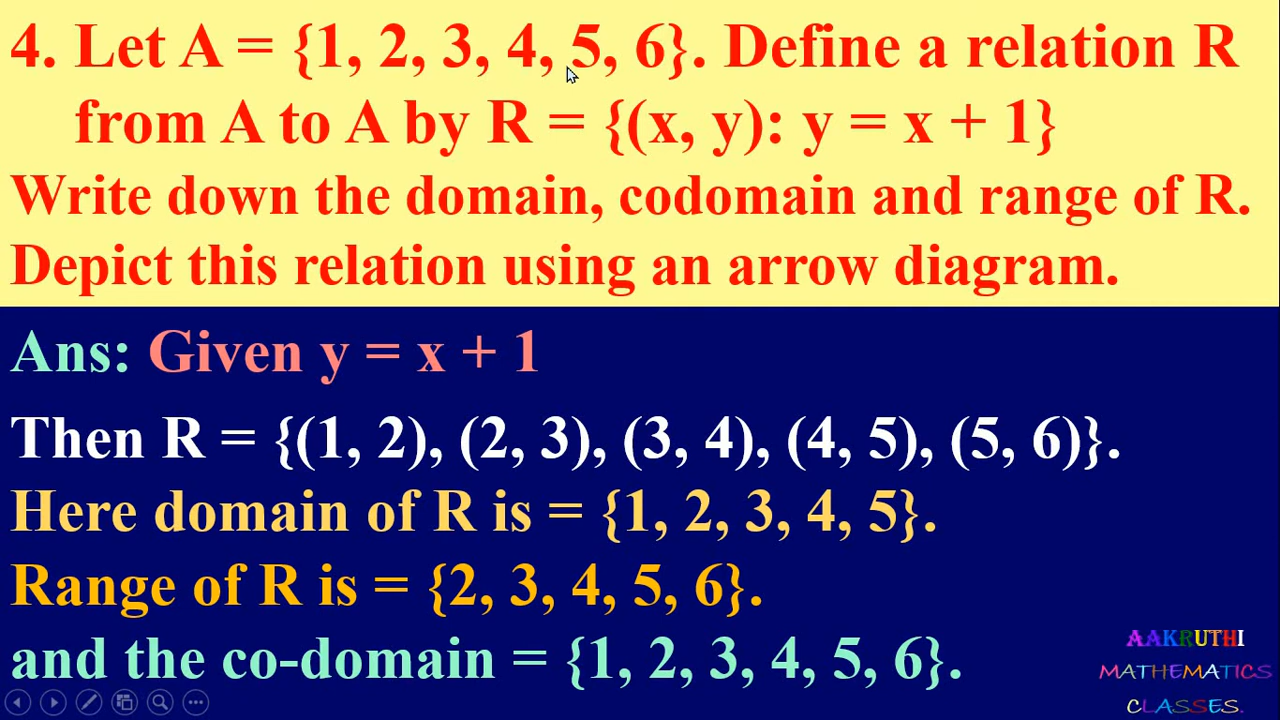 4. Let A = {1, 2, 3, 4, 5, 6}. Define a relation R
from A to A by R = {(x, y): y = x + 1}
Write down the domain, codomain and range of R.
Depict this relation using an arrow diagram.
Ans: Given y = x + 1
Then R = {(1, 2), (2, 3), (3, 4), (4, 5), (5, 6)}.
Here domain of R is = {1, 2, 3, 4, 5}.
Range of R is = {2, 3, 4, 5, 6}.
and the co-domain = {1, 2, 3, 4, 5, 6}.
AAKRUTHI
MATHEMATICS
CLASSES.